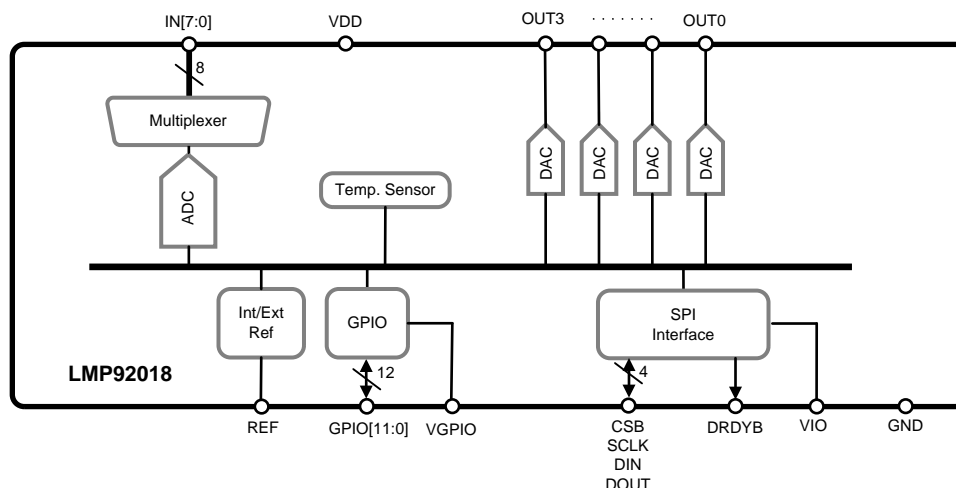 IN[7:0]
VDD
OUT3
. . . . . . .
OUT0
8
Multiplexer
ADC
Temp. Sensor
DAC
DAC
DAC
DAC
Int/Ext
Ref
GPIO
SPI
Interface
LMP92018
12
4
REF
GPIO[11:0]
VGPIO
CSB
SCLK
DIN
DOUT
DRDYB
VIO
GND